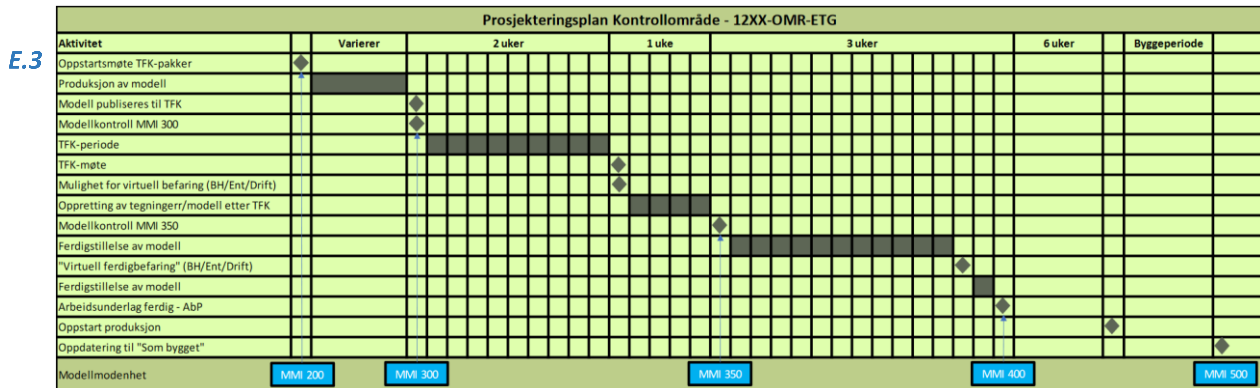 Prosjekteringsplan Kontrollområde - 12XX-OMR-ETG
E.3
Aktivitet Varierer 2 uker 1 uke 3 uker 6 uker Byggeperiode
Oppstartsmøte TFK-pakker
Produksjon av modell
Modell publiseres til TFK
Modellkontroll MMI 300
TFK-periode
TFK-møte
Mulighet for virtuell befaring (BH/Ent/Drift)
Oppretting av tegningerr/modell etter TFK
Modellkontroll MMI 350
Ferdigstillelse av modell
"Virtuell ferdigbefaring" (BH/Ent/Drift)
Ferdigstillelse av modell
Arbeidsunderlag ferdig - AbP
Oppstart produksjon
Oppdatering til "Som bygget"
Modellmodenhet MMI 200 MMI 300 MMI 350 MMI 400 MMI 500